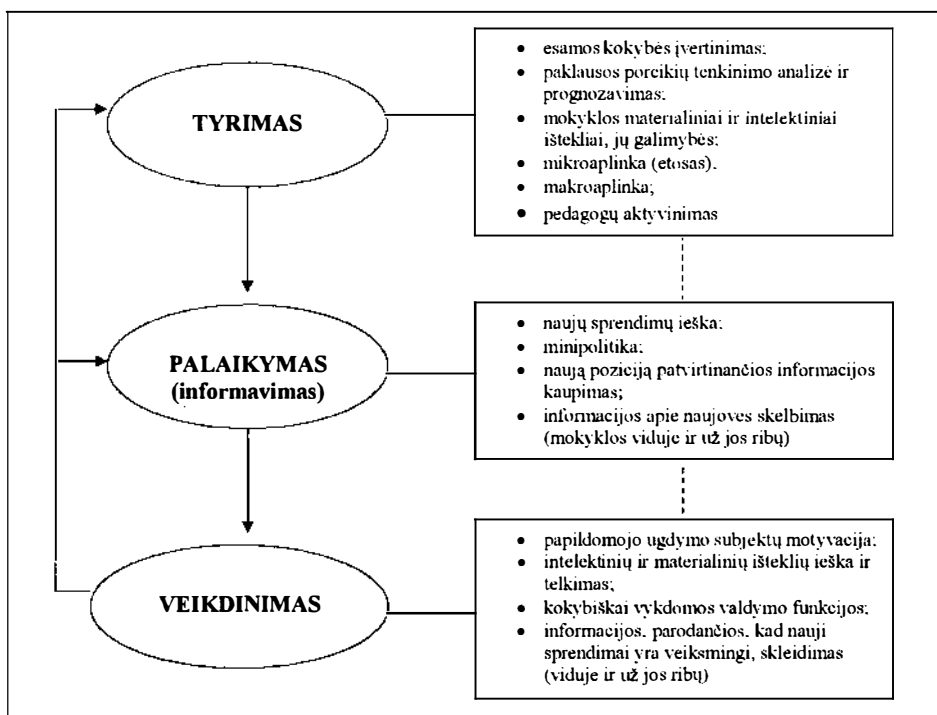 TYRIMAS
• esamos kokybės įvertinimas;
• paklausos poreikių tenkinimo analizė ir
prognozavimas;
• mokyklos materialiniai ir intelektiniai
ištekliai, jų galimybės;
• mikroaplinka (etosas).
• makroaplinka;
• pedagogų aktyvinimas
PALAIKYMAS
(informavimas)
• naujų sprendimų ieška;
• minipolitika;
• naują poziciją patvirtinančios informacijos
kaupimas;
• informacijos apie naujoves skelbimas
(mokyklos viduje ir už jos ribų)
VEIKDINIMAS
• papildomojo ugdymo subjektų motyvacija;
• intelektinių ir materialinių išteklių ieška ir
telkimas;
• kokybiškai vykdomos valdymo funkcijos;
• informacijos, parodančios, kad nauji
sprendimai yra veiksmingi, skleidimas
(viduje ir už jos ribų)